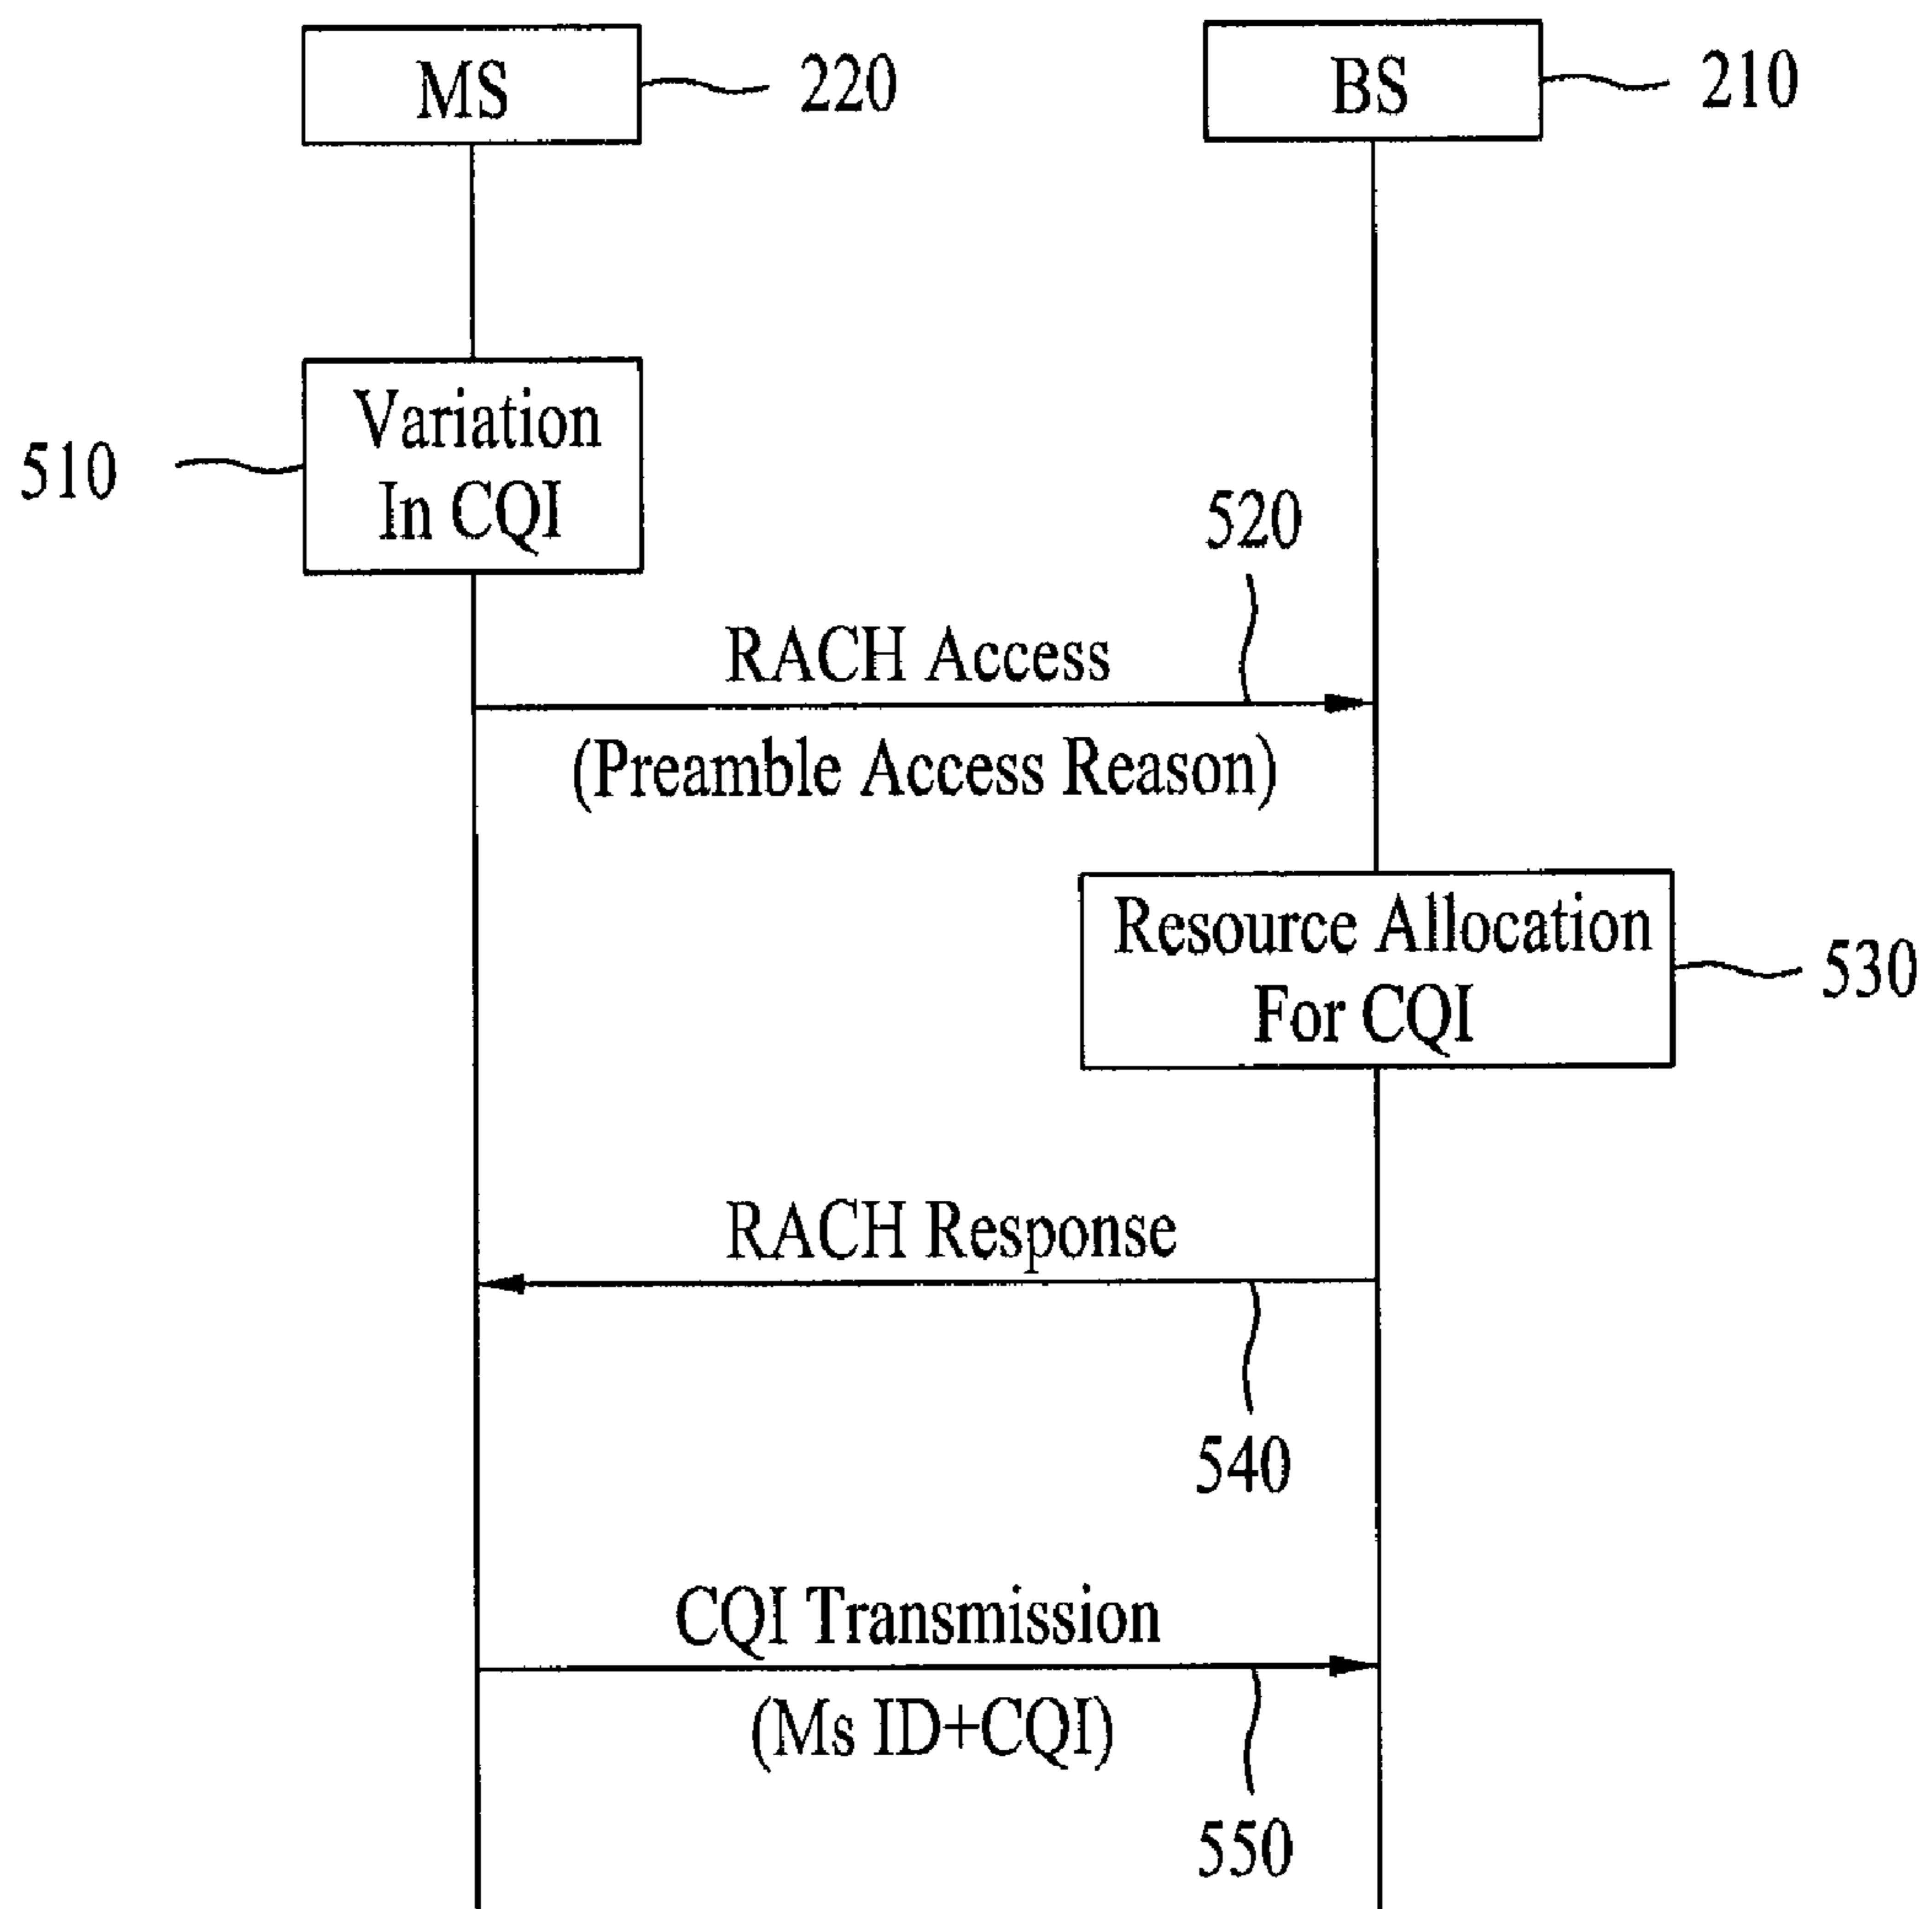 MS
220
BS
210
Variation
In CQI
510
520
RACH Access
(Preamble Access Reason)
Resource Allocation
For CQI
530
RACH Response
540
CQI Transmission
(Ms ID+CQI)
550